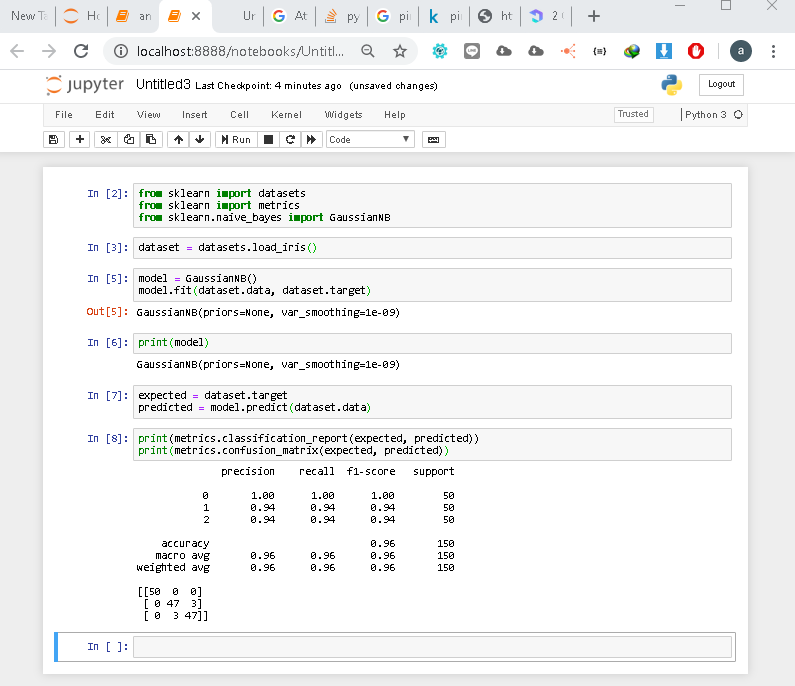 New Ta
Ho
an
Ur
At
py
pi
pi
ht
2 (
localhost:8888/notebooks/Untitl...
a
jupyter Untitled3 Last Checkpoint: 4 minutes ago (unsaved changes)
Logout
File Edit View Insert Cell Kernel Widgets Help
Trusted
Python 3
Run
Code
In [2]: from sklearn import datasets
from sklearn import metrics
from sklearn.naive_bayes import GaussianNB
In [3]: dataset = datasets.load_iris()
In [5]: model = GaussianNB()
model.fit(dataset.data, dataset.target)
Out[5]: GaussianNB(priors=None, var_smoothing=1e-09)
In [6]: print(model)
GaussianNB(priors=None, var_smoothing=1e-09)
In [7]: expected = dataset.target
predicted = model.predict(dataset.data)
In [8]: print(metrics.classification_report(expected, predicted))
print(metrics.confusion_matrix(expected, predicted))
precision recall f1-score support
0 1.00 1.00 1.00 50
1 0.94 0.94 0.94 50
2 0.94 0.94 0.94 50
accuracy 0.96 150
macro avg 0.96 0.96 0.96 150
weighted avg 0.96 0.96 0.96 150
[[50 0 0]
[ 0 47 3]
[ 0 3 47]]
In [ ]: